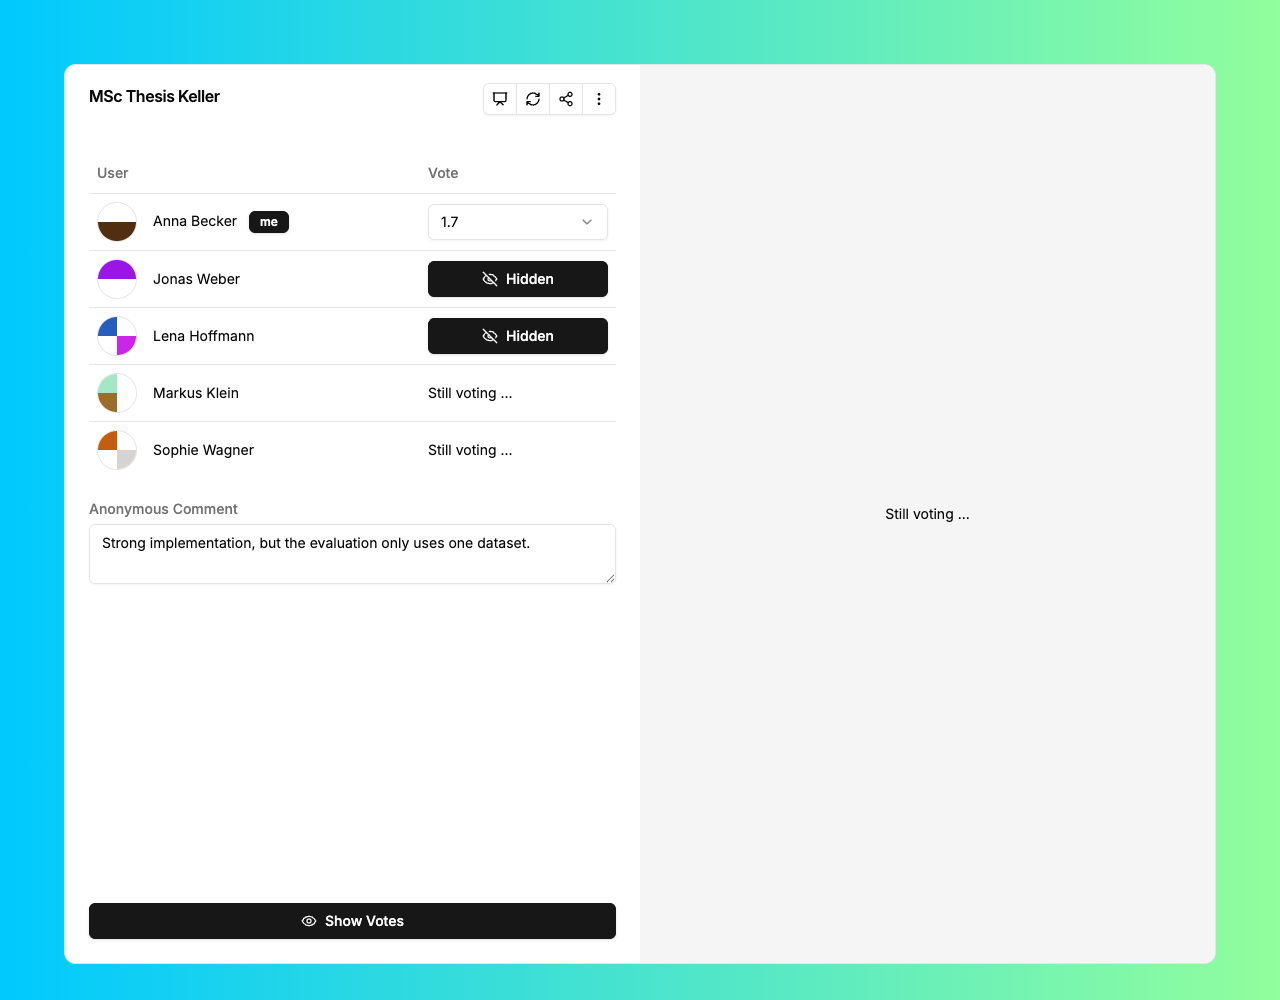 MSc Thesis Keller
User Vote
Anna Becker me 1.7
Jonas Weber Hidden
Lena Hoffmann Hidden
Markus Klein Still voting ...
Sophie Wagner Still voting ...
Anonymous Comment
Strong implementation, but the evaluation only uses one dataset.
Show Votes
Still voting ...